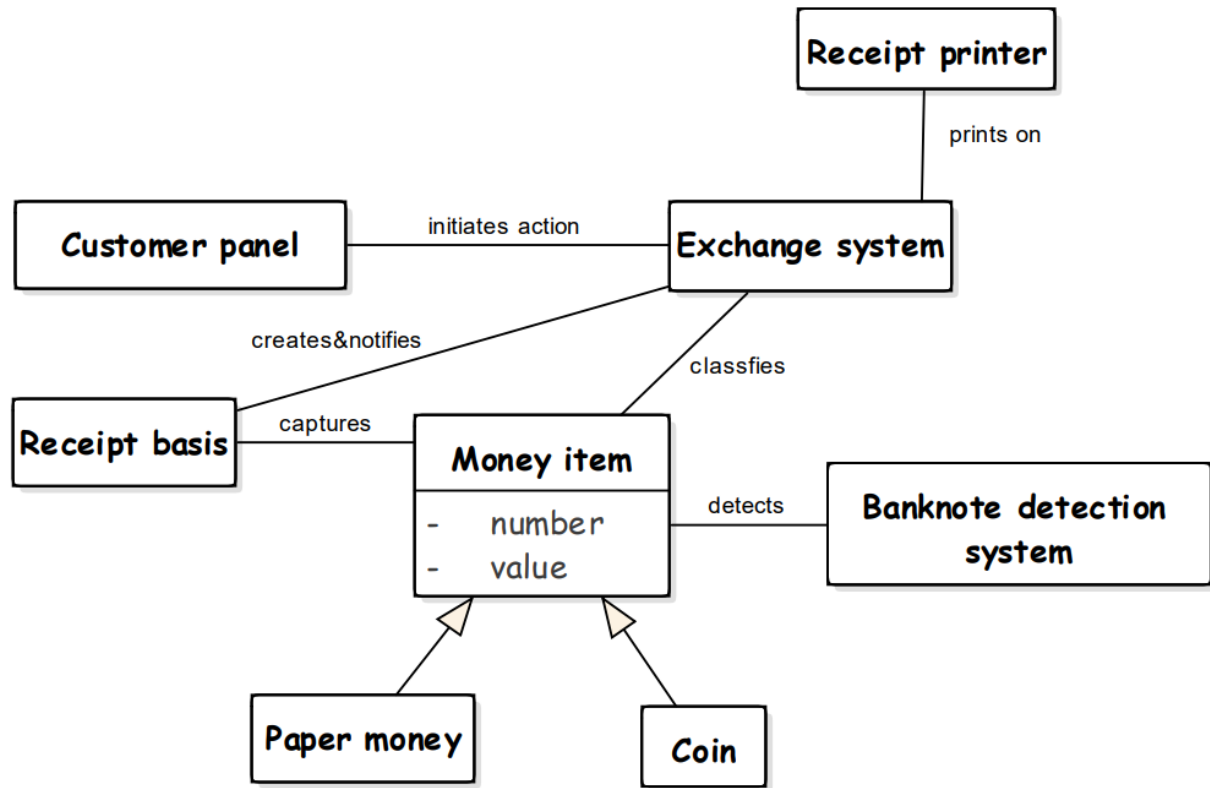 Receipt printer
prints on
Customer panel
initiates action
Exchange system
creates&notifies
classfies
Receipt basis
captures
Money item
- number
- value
detects
Banknote detection
system
Paper money
Coin